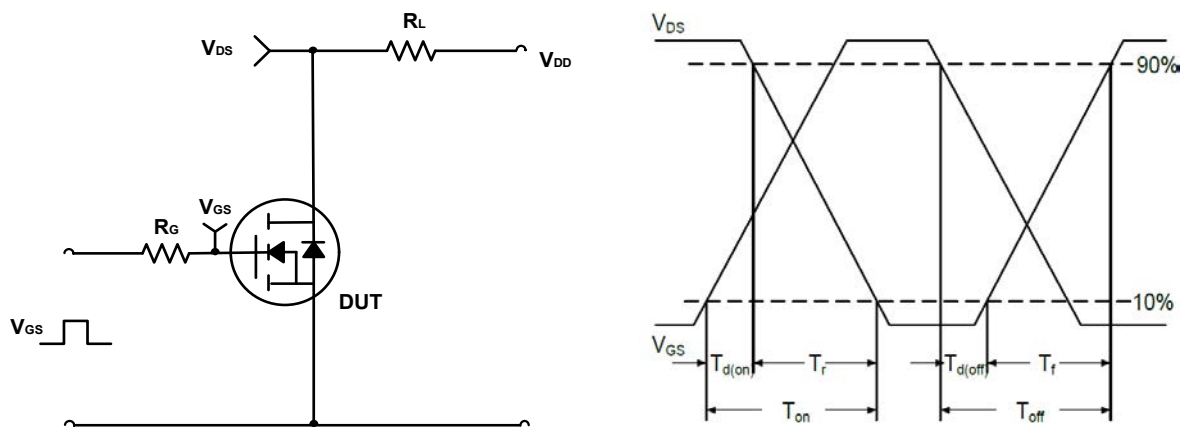 RL
VDS
VDD
VGS
RG
DUT
VGS
VDS
90%
10%
VGS
Td(on)
Tr
Td(off)
Tf
Ton
Toff